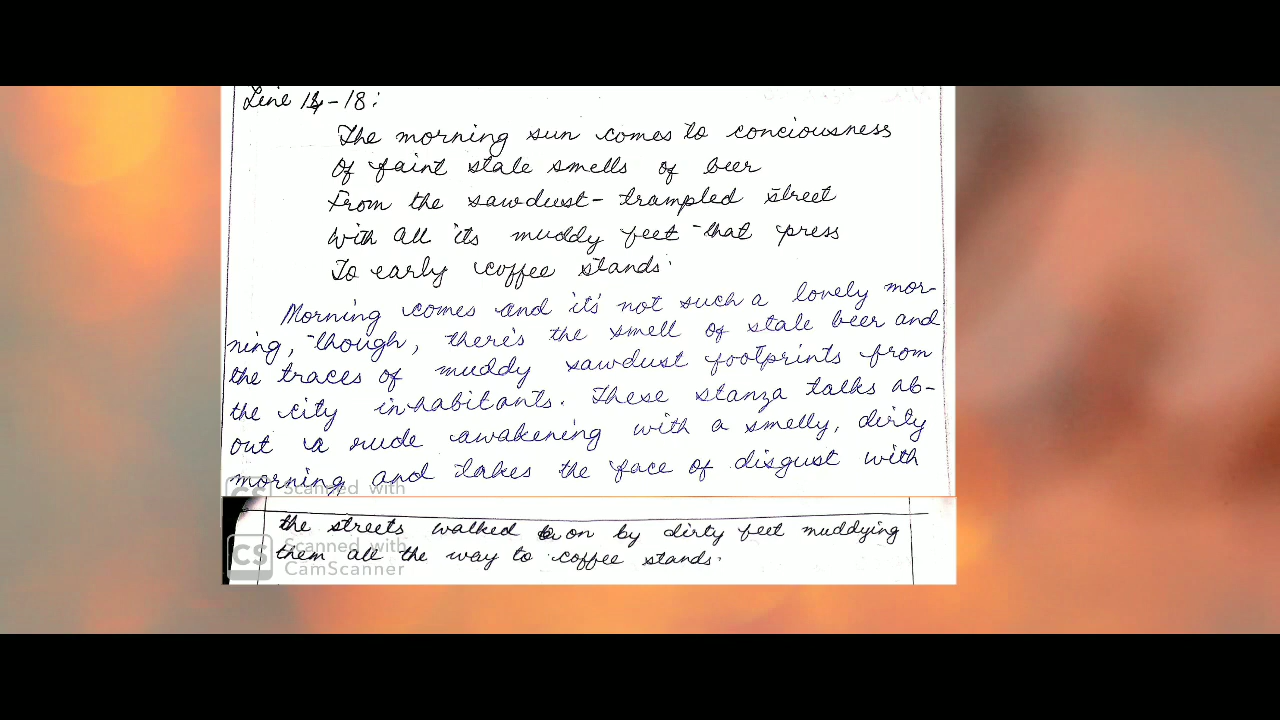 Line 14-18:
The morning sun comes to conciousness
Of faint stale smells of beer
From the sawdust-trampled street
With all its muddy feet that press
To early coffee stands.
Morning comes and it's not such a lovely mor-
ning, though, there's the smell of stale beer and
the traces of muddy sawdust footprints from
the city inhabitants. These stanza talks ab-
out a rude awakening with a smelly, dirty
morning and takes the face of disgust with
CS Scanned with
the streets walked on by dirty feet muddying
them all the way to coffee stands.
CS Scanned with
CamScanner